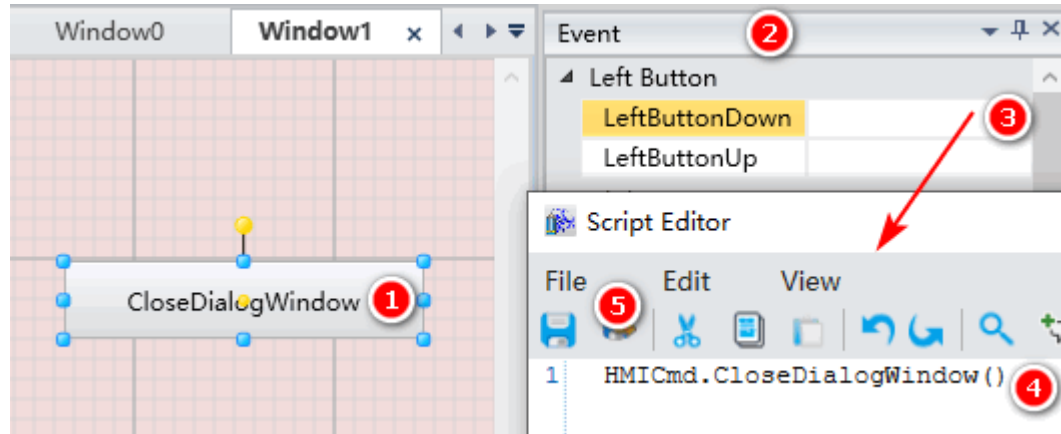 Window0
Window1 x
Event
2
Left Button
LeftButtonDown
3
LeftButtonUp
Script Editor
File Edit View
5
CloseDialogWindow 1
1 HMICmd.CloseDialogWindow()
4